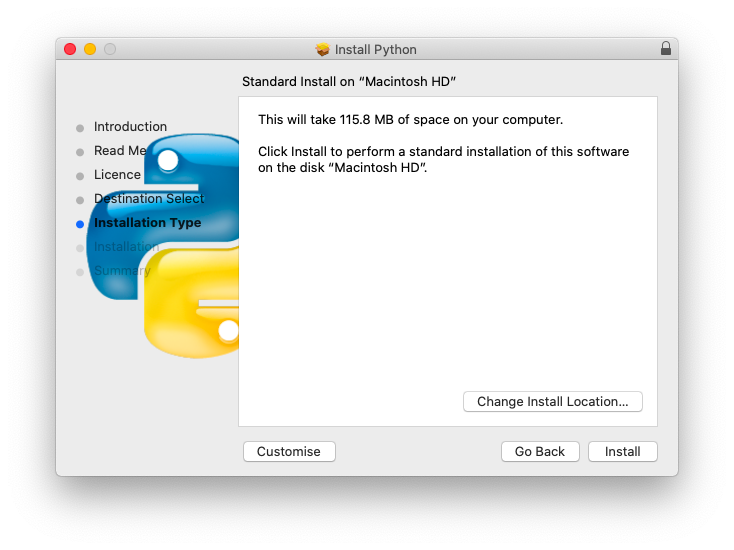 Install Python
Standard Install on “Macintosh HD”
Introduction
Read Me
Licence
Destination Select
Installation Type
Installation
Summary
This will take 115.8 MB of space on your computer.
Click Install to perform a standard installation of this software
on the disk “Macintosh HD”.
Change Install Location...
Customise
Go Back
Install